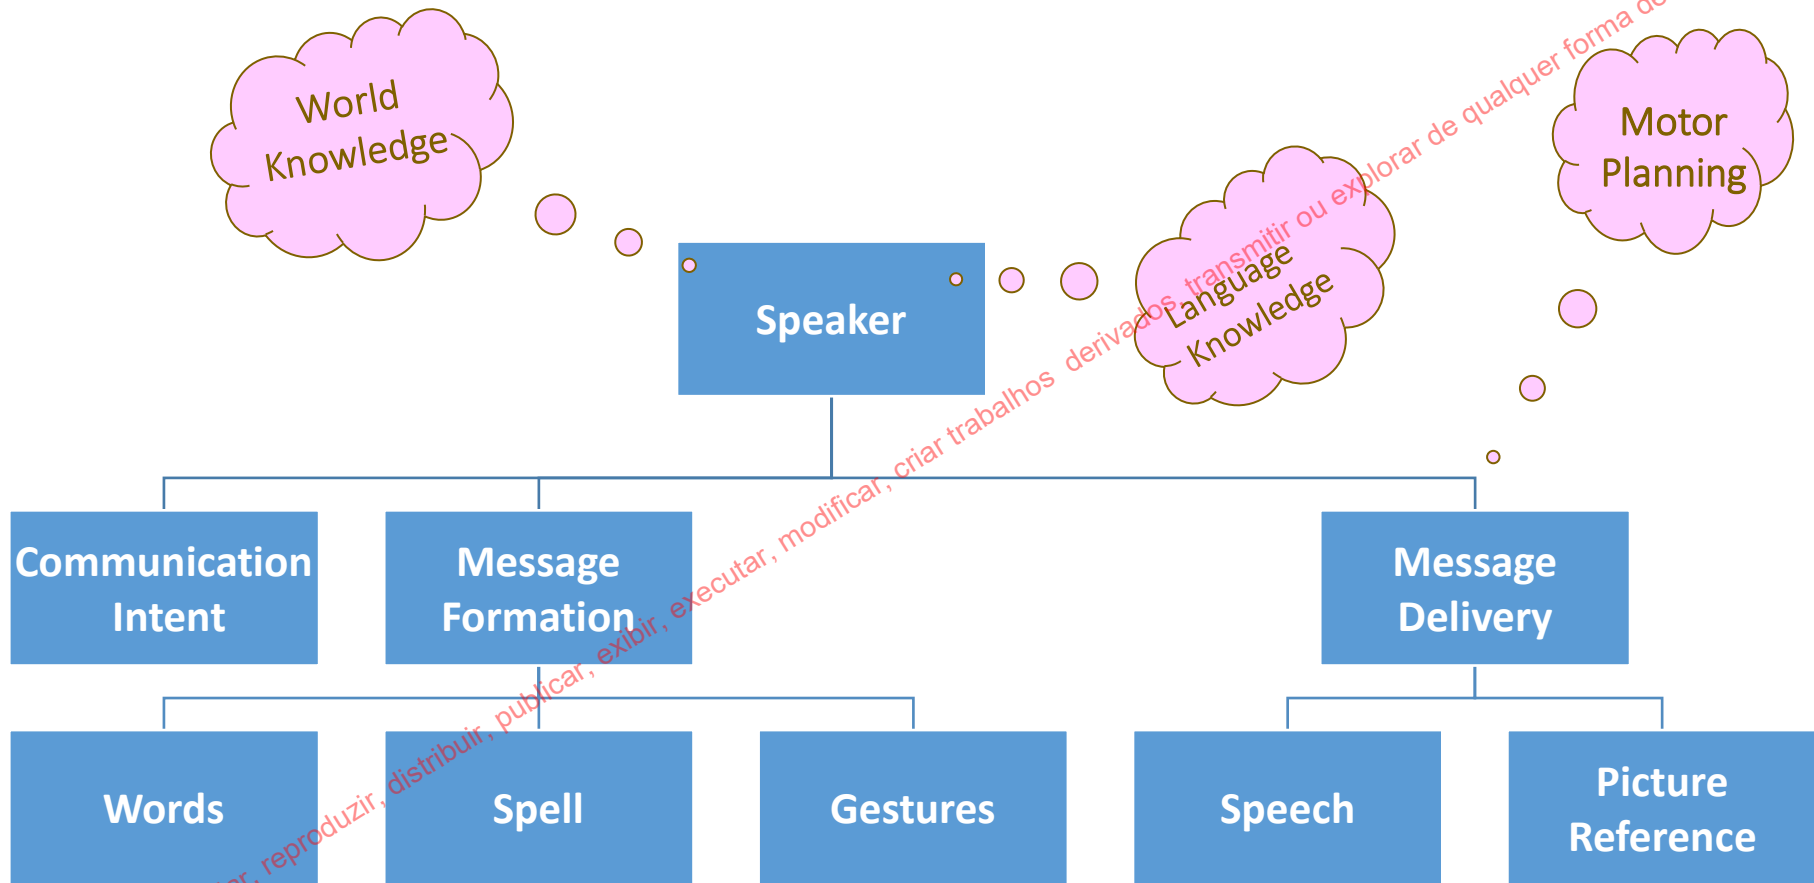 World
Knowledge
Motor
Planning
Language
Knowledge
Speaker
Communication
Intent
Message
Formation
Message
Delivery
Words
Spell
Gestures
Speech
Picture
Reference
reproduzir, distribuir, publicar, exibir, executar, modificar, criar trabalhos derivados, transmitir ou explorar de qualquer forma